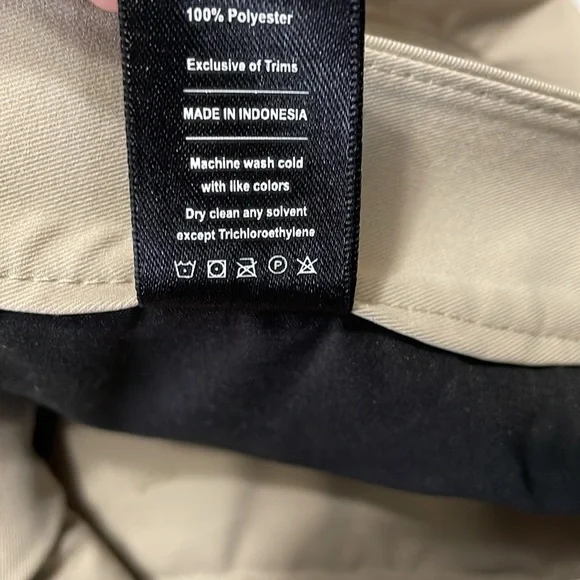 100% Polyester
Exclusive of Trims
MADE IN INDONESIA
Machine wash cold
with like colors
Dry clean any solvent
except Trichloroethylene
P